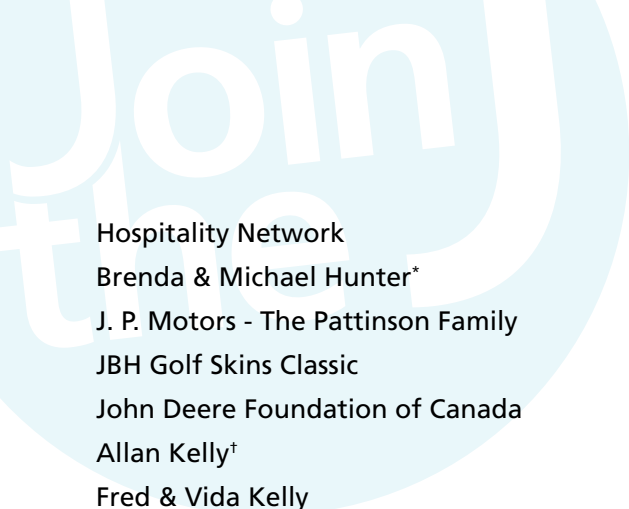 Join
the J
Hospitality Network
Brenda & Michael Hunter*
J. P. Motors - The Pattinson Family
JBH Golf Skins Classic
John Deere Foundation of Canada
Allan Kelly†
Fred & Vida Kelly